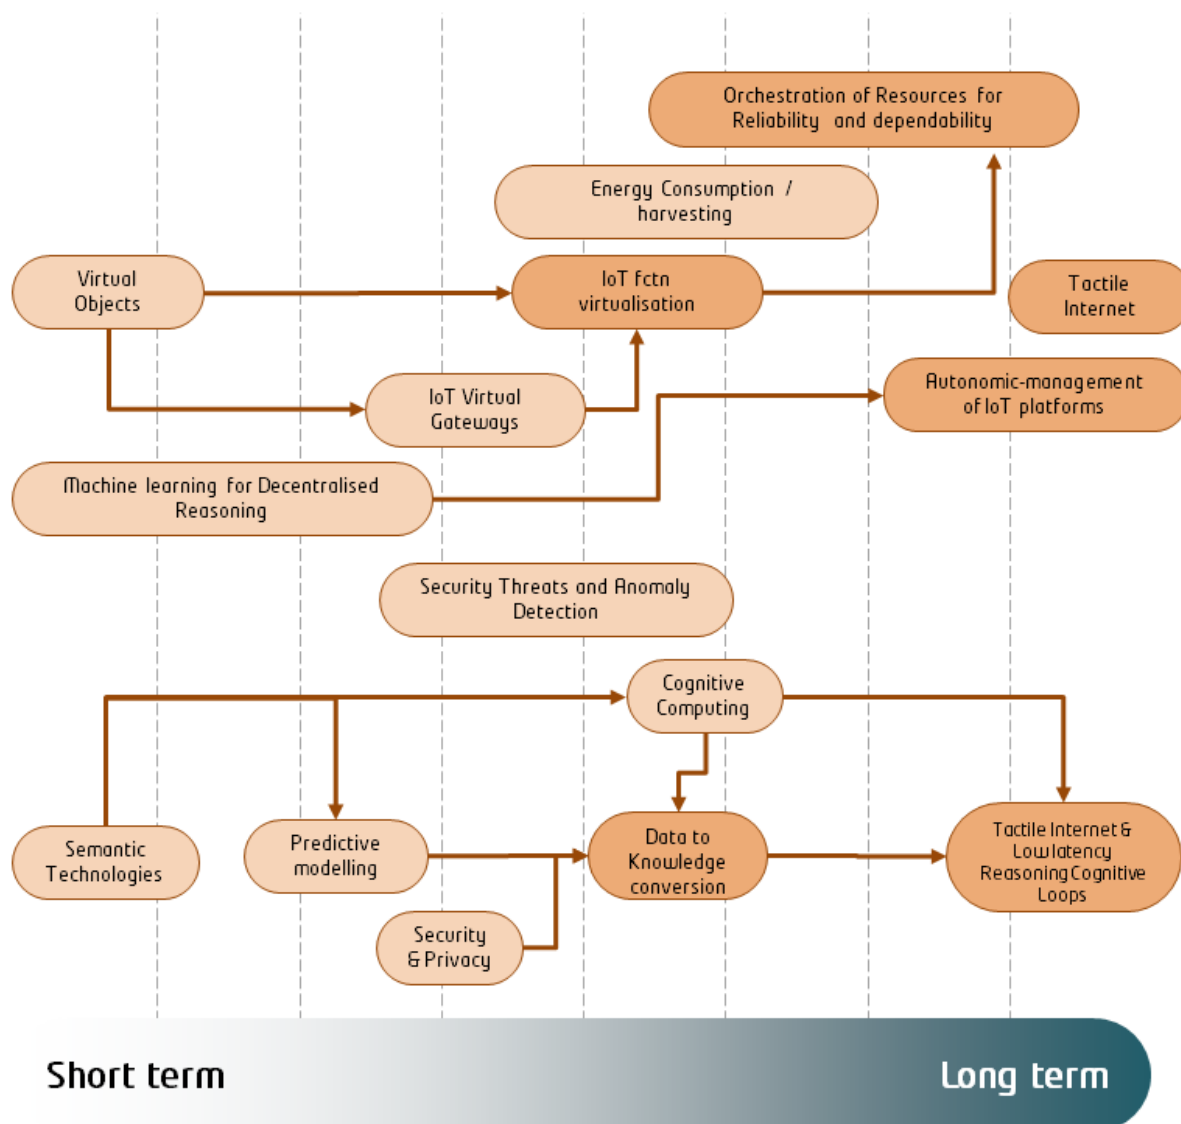 Orchestration of Resources for
Reliability and dependability
Energy Consumption /
harvesting
Virtual
Objects
IoT fctn
virtualisation
Tactile
Internet
IoT Virtual
Gateways
Autonomic-management
of IoT platforms
Machine learning for Decentralised
Reasoning
Security Threats and Anomaly
Detection
Cognitive
Computing
Semantic
Technologies
Predictive
modelling
Data to
Knowledge
conversion
Tactile Internet &
Low latency
Reasoning Cognitive
Loops
Security
& Privacy
Short term
Long term